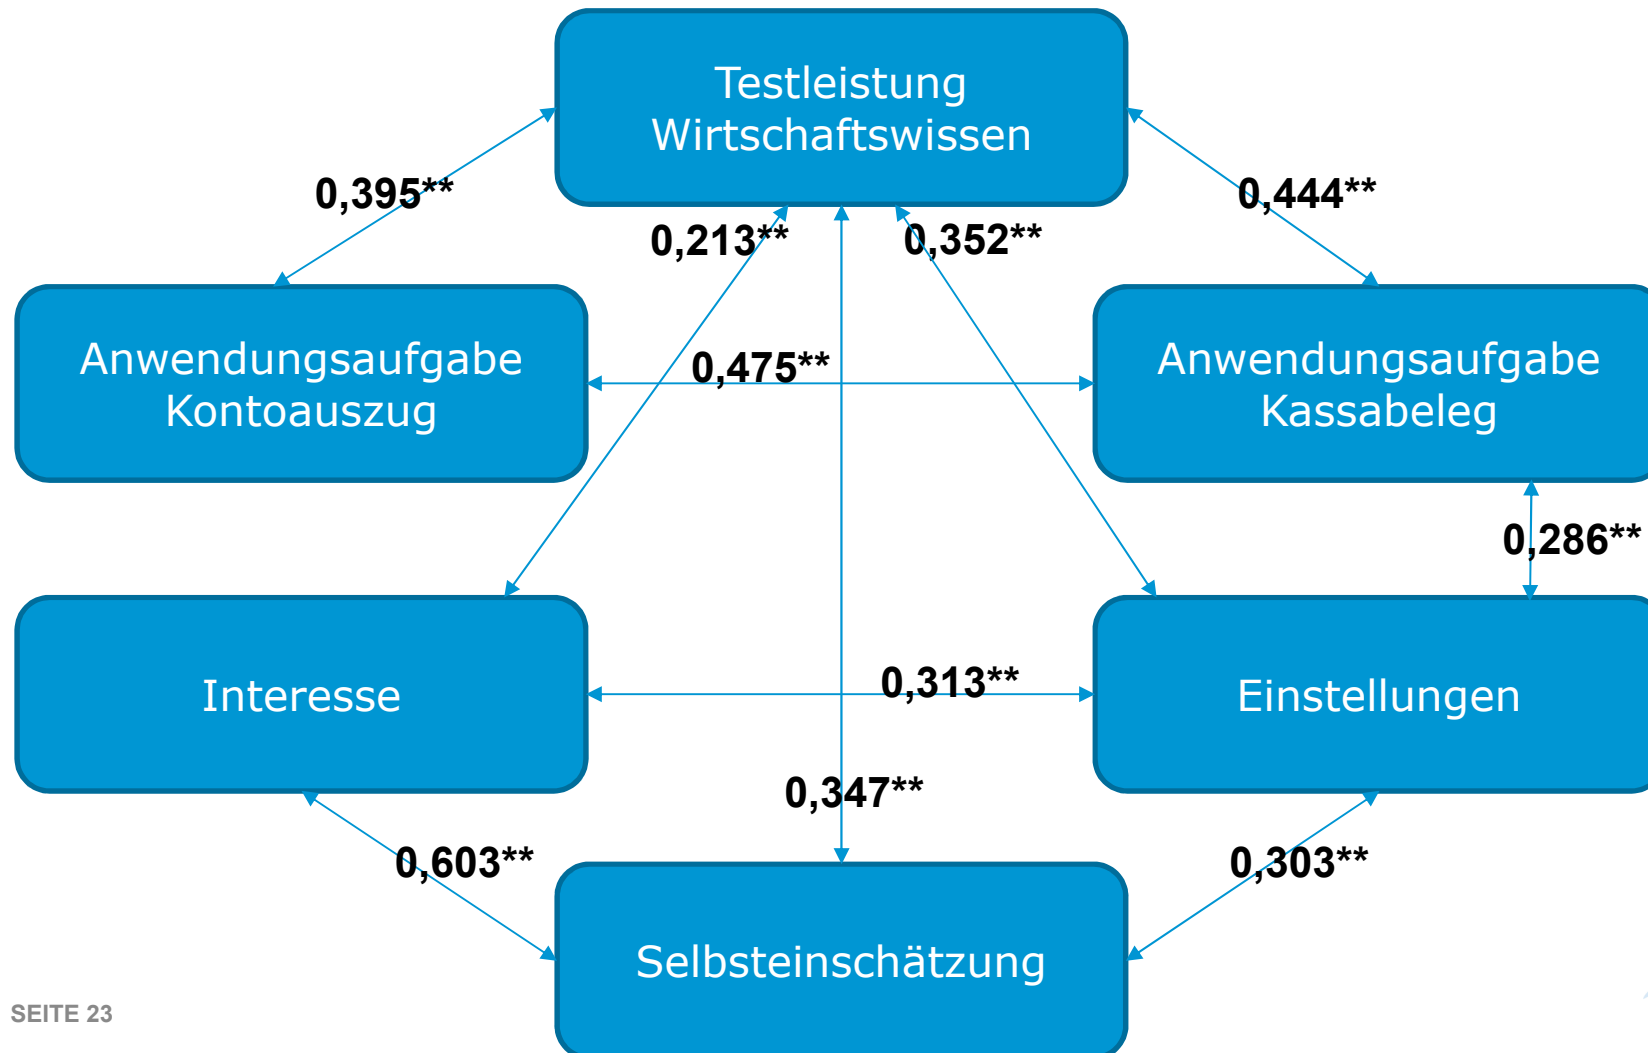 Testleistung
Wirtschaftswissen
0,395**
0,444**
0,213**
0,352**
Anwendungsaufgabe
Kontoauszug
0,475**
Anwendungsaufgabe
Kassabeleg
0,286**
Interesse
0,313**
Einstellungen
0,347**
0,603**
0,303**
Selbsteinschätzung
SEITE 23